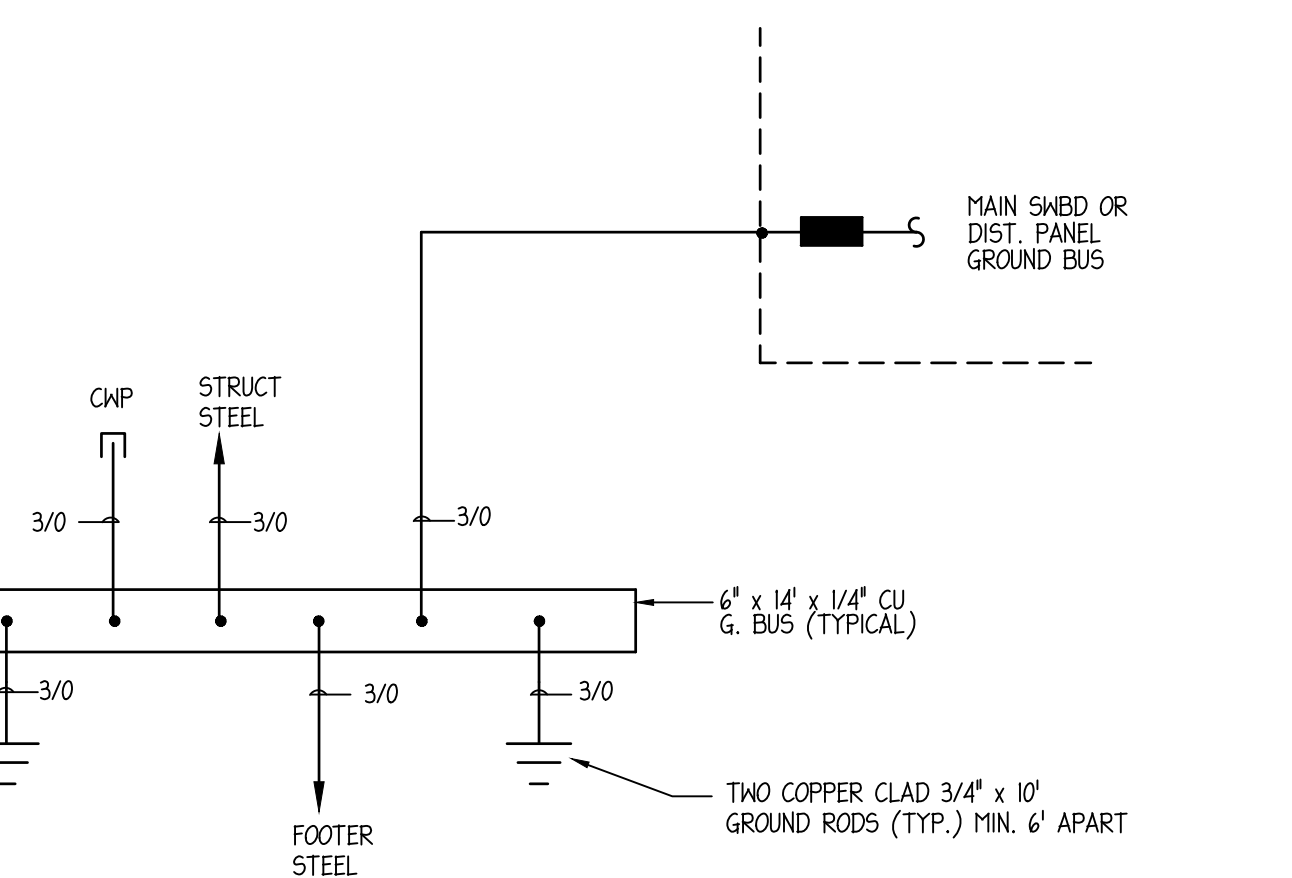 MAIN SWBD OR
DIST. PANEL
GROUND BUS
CWP
STRUCT
STEEL
3/0
3/0
3/0
6" x 14' x 1/4" CU
G. BUS (TYPICAL)
3/0
3/0
3/0
TWO COPPER CLAD 3/4" x 10'
GROUND RODS (TYP.) MIN. 6' APART
FOOTER
STEEL